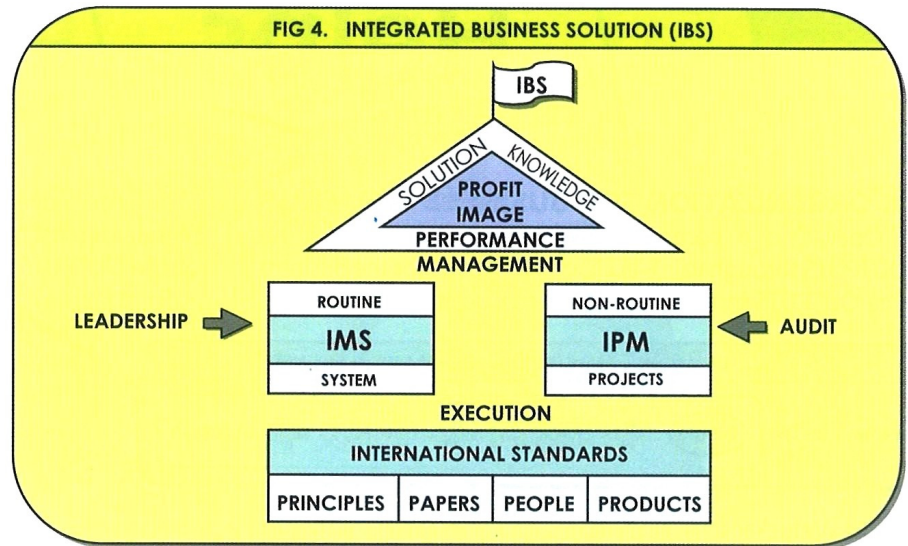 FIG 4. INTEGRATED BUSINESS SOLUTION (IBS)
IBS
SOLUTION
KNOWLEDGE
PROFIT
IMAGE
PERFORMANCE
MANAGEMENT
ROUTINE
IMS
SYSTEM
NON-ROUTINE
IPM
PROJECTS
LEADERSHIP
AUDIT
EXECUTION
INTERNATIONAL STANDARDS
PRINCIPLES PAPERS PEOPLE PRODUCTS